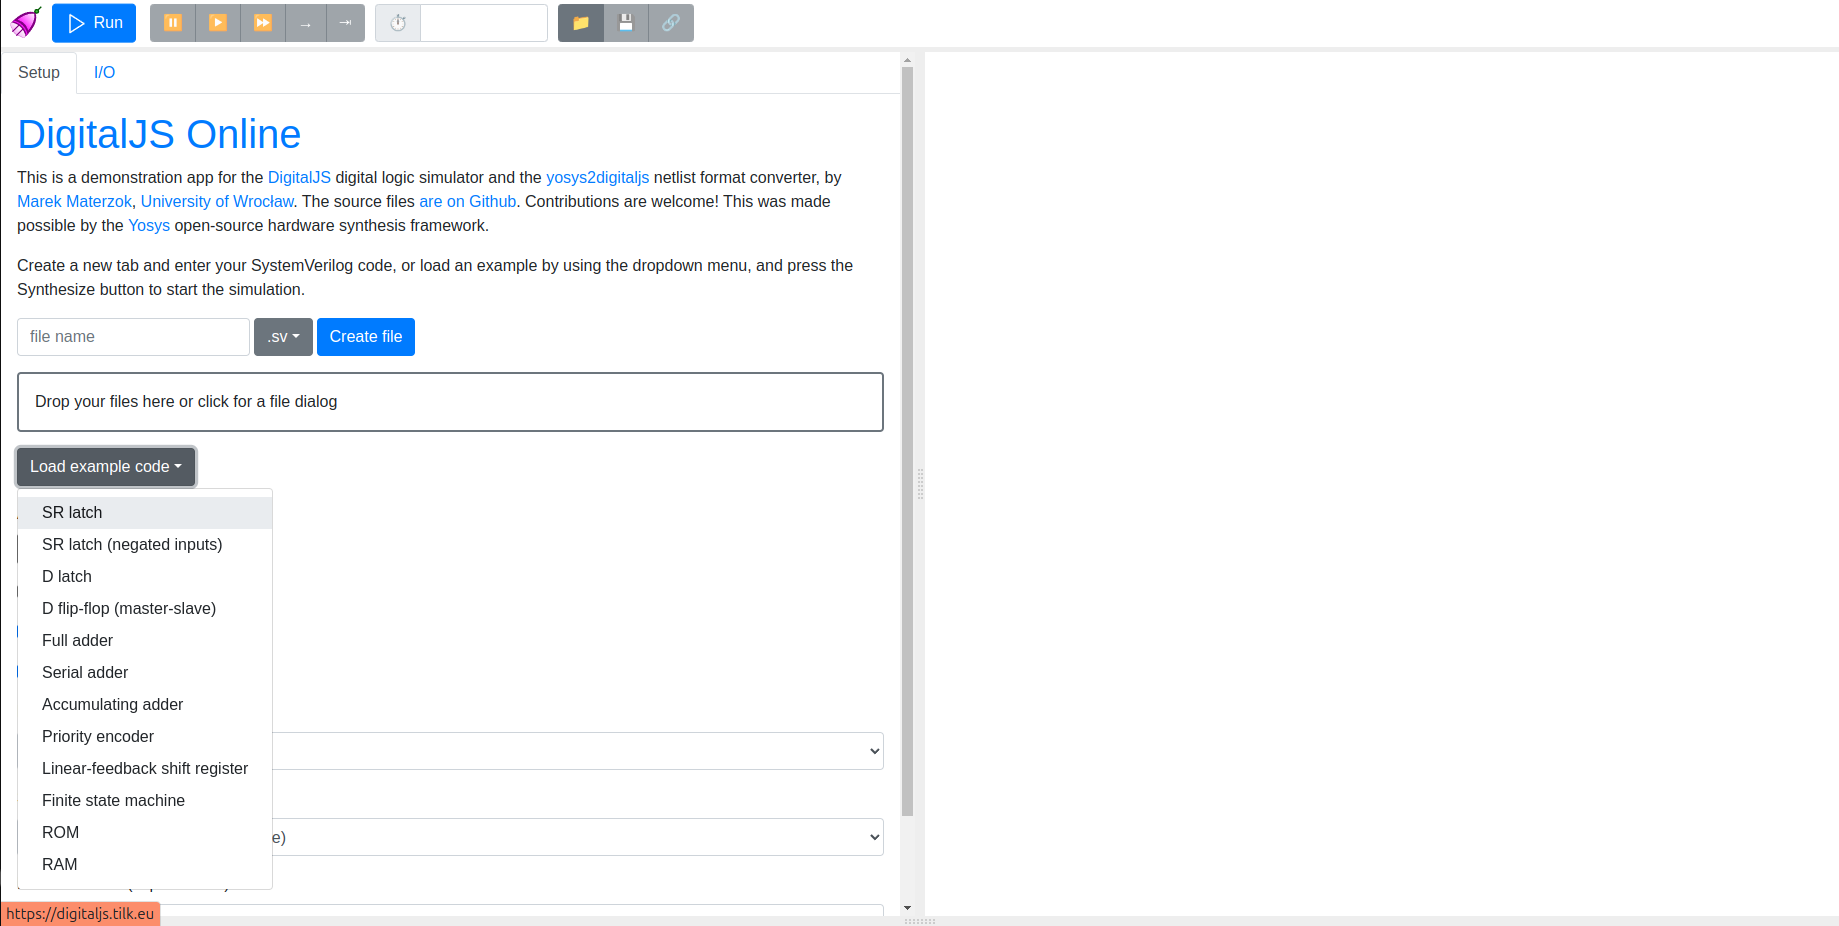 Run
Setup
I/O
DigitalJS Online
This is a demonstration app for the DigitalJS digital logic simulator and the yosys2digitaljs netlist format converter, by
Marek Materzok, University of Wrocław. The source files are on Github. Contributions are welcome! This was made
possible by the Yosys open-source hardware synthesis framework.
Create a new tab and enter your SystemVerilog code, or load an example by using the dropdown menu, and press the
Synthesize button to start the simulation.
file name
.sv
Create file
Drop your files here or click for a file dialog
Load example code
SR latch
SR latch (negated inputs)
D latch
D flip-flop (master-slave)
Full adder
Serial adder
Accumulating adder
Priority encoder
Linear-feedback shift register
Finite state machine
ROM
e)
RAM
https://digitaljs.tilk.eu